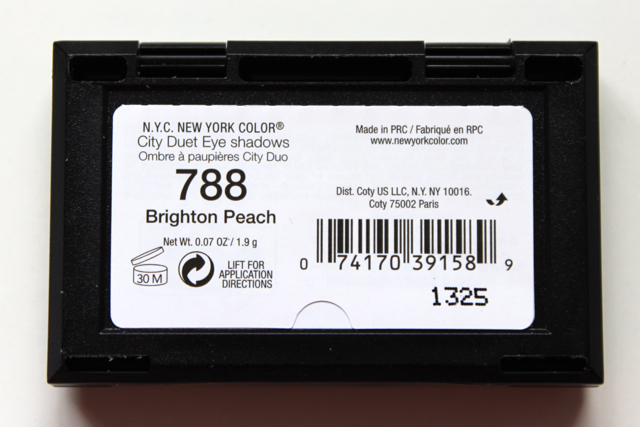 N.Y.C. NEW YORK COLOR®
City Duet Eye shadows
Ombre à paupières City Duo
788
Brighton Peach
Net Wt. 0.07 OZ / 1.9 g
30 M
LIFT FOR
APPLICATION
DIRECTIONS
Made in PRC / Fabriqué en RPC
www.newyorkcolor.com
Dist. Coty US LLC, N.Y. NY 10016.
Coty 75002 Paris
0 74170 39158 9
1325